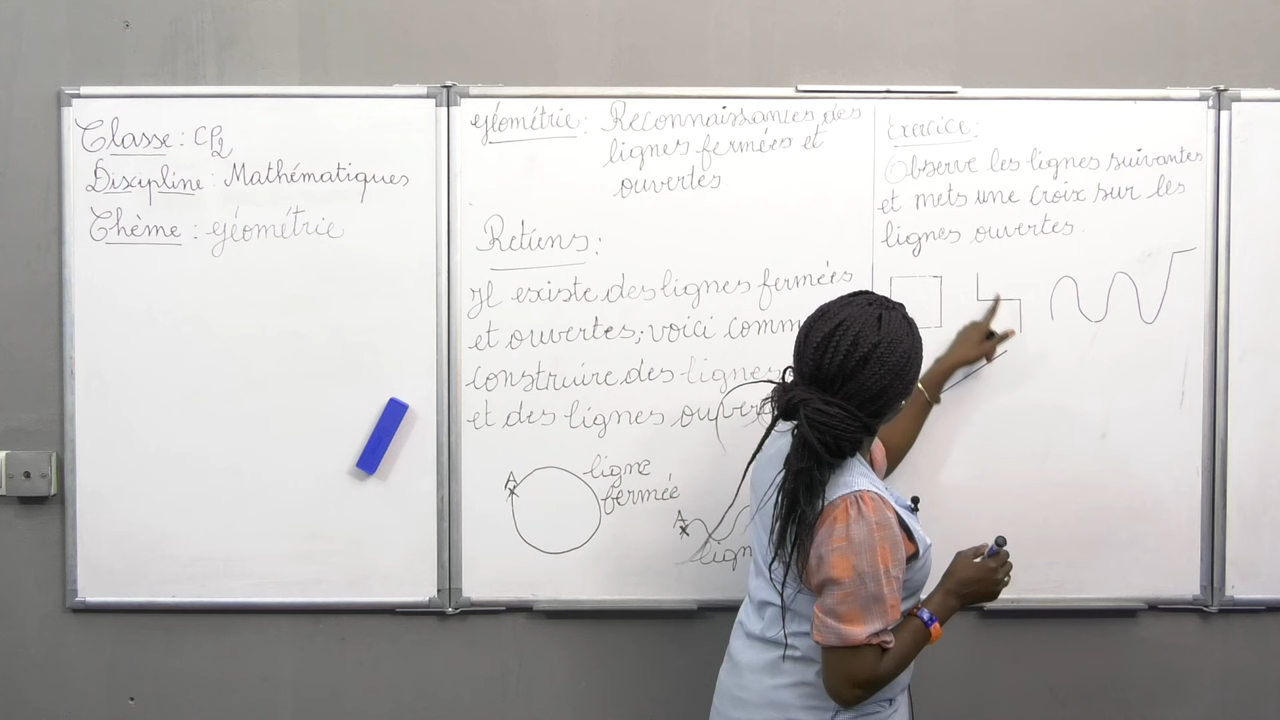 Classe : CP2
Discipline : Mathématiques
Thème : géométrie
géométrie : Reconnaissances des
lignes fermées et
ouvertes
Retiens :
Il existe des lignes fermées
et ouvertes, voici comm
construire des lignes
et des lignes ouver
A
ligne
fermée
A
lign
Exercice :
Observe les lignes suivantes
et mets une croix sur les
lignes ouvertes.